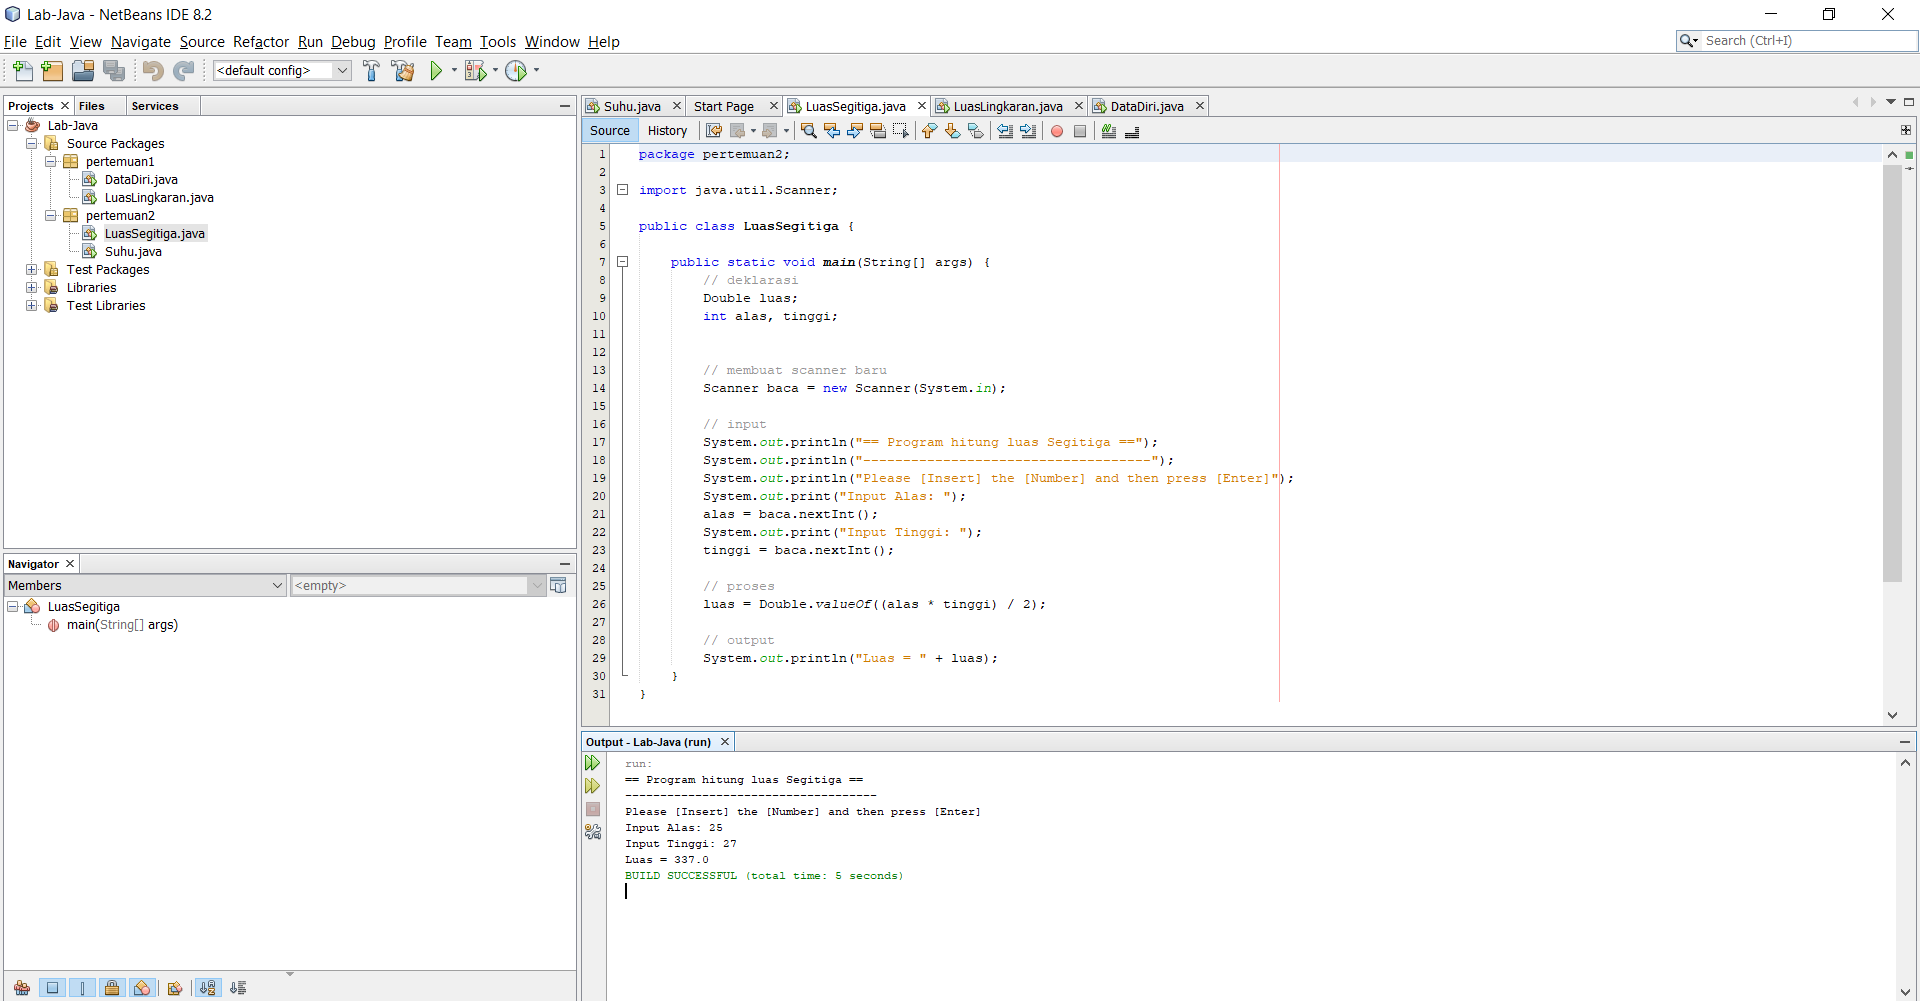 Lab-Java - NetBeans IDE 8.2
File Edit View Navigate Source Refactor Run Debug Profile Team Tools Window Help
Search (Ctrl+I)
<default config>
Projects Files Services
Lab-Java
Source Packages
pertemuan1
DataDiri.java
LuasLingkaran.java
pertemuan2
LuasSegitiga.java
Suhu.java
Test Packages
Libraries
Test Libraries
Navigator
Members <empty>
LuasSegitiga
main(String[] args)
Suhu.java Start Page LuasSegitiga.java LuasLingkaran.java DataDiri.java
Source History
1 package pertemuan2;
2
3 import java.util.Scanner;
4
5 public class LuasSegitiga {
6
7 public static void main(String[] args) {
8 // deklarasi
9 Double luas;
10 int alas, tinggi;
11
12
13 // membuat scanner baru
14 Scanner baca = new Scanner(System.in);
15
16 // input
17 System.out.println("== Program hitung luas Segitiga ==");
18 System.out.println("------------------------------------");
19 System.out.println("Please [Insert] the [Number] and then press [Enter]");
20 System.out.print("Input Alas: ");
21 alas = baca.nextInt();
22 System.out.print("Input Tinggi: ");
23 tinggi = baca.nextInt();
24
25 // proses
26 luas = Double.valueOf((alas * tinggi) / 2);
27
28 // output
29 System.out.println("Luas = " + luas);
30 }
31 }
Output - Lab-Java (run)
run:
== Program hitung luas Segitiga ==
------------------------------------
Please [Insert] the [Number] and then press [Enter]
Input Alas: 25
Input Tinggi: 27
Luas = 337.0
BUILD SUCCESSFUL (total time: 5 seconds)